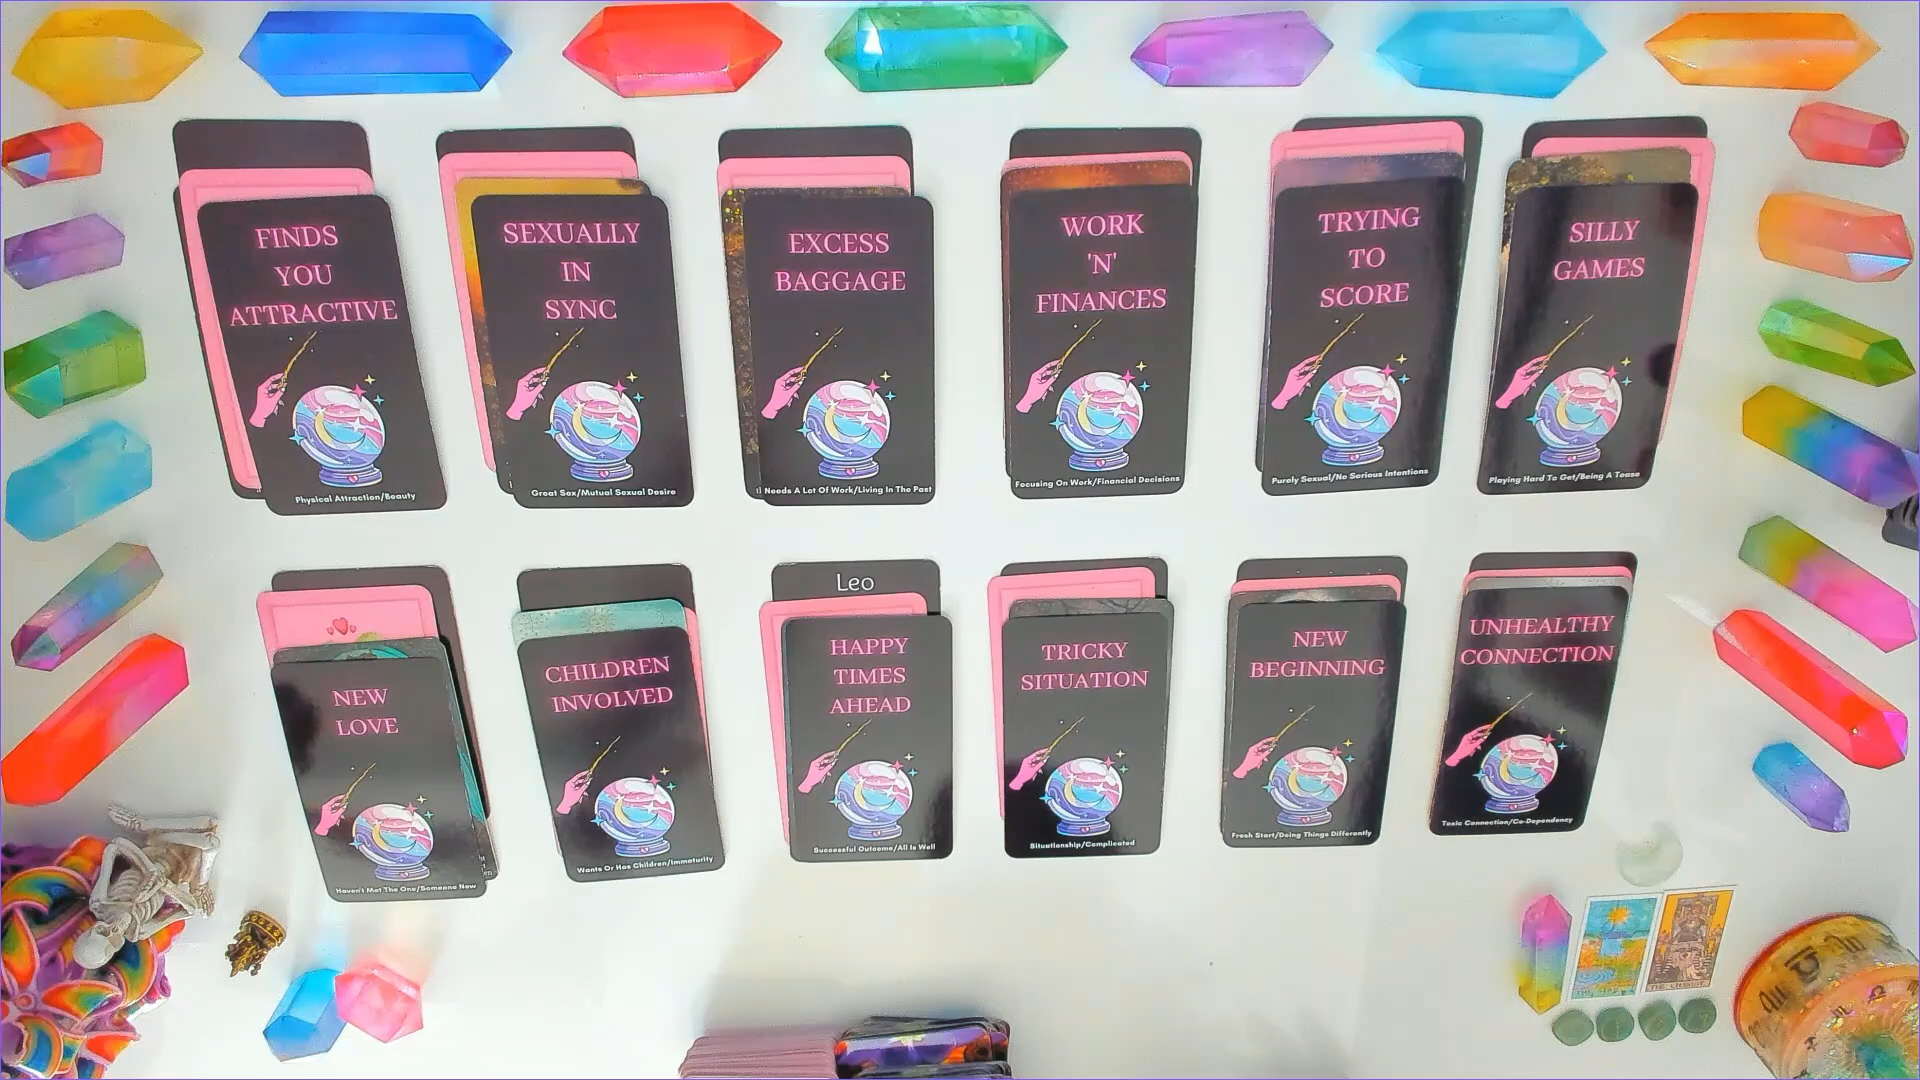 FINDS
YOU
ATTRACTIVE
Physical Attraction/Beauty
SEXUALLY
IN
SYNC
Great Sex/Mutual Sexual Desire
EXCESS
BAGGAGE
Needs A Lot Of Work/Living In The Past
WORK
'N'
FINANCES
Focusing On Work/Financial Decisions
TRYING
TO
SCORE
Purely Sexual/No Serious Intentions
SILLY
GAMES
Playing Hard To Get/Being A Tease
NEW
LOVE
Haven't Met The One/Someone New
CHILDREN
INVOLVED
Wants Or Has Children/Immaturity
Leo
HAPPY
TIMES
AHEAD
Successful Outcome/All Is Well
TRICKY
SITUATION
Situationship/Complicated
NEW
BEGINNING
Fresh Start/Doing Things Differently
UNHEALTHY
CONNECTION
Toxic Connection/Co-Dependency